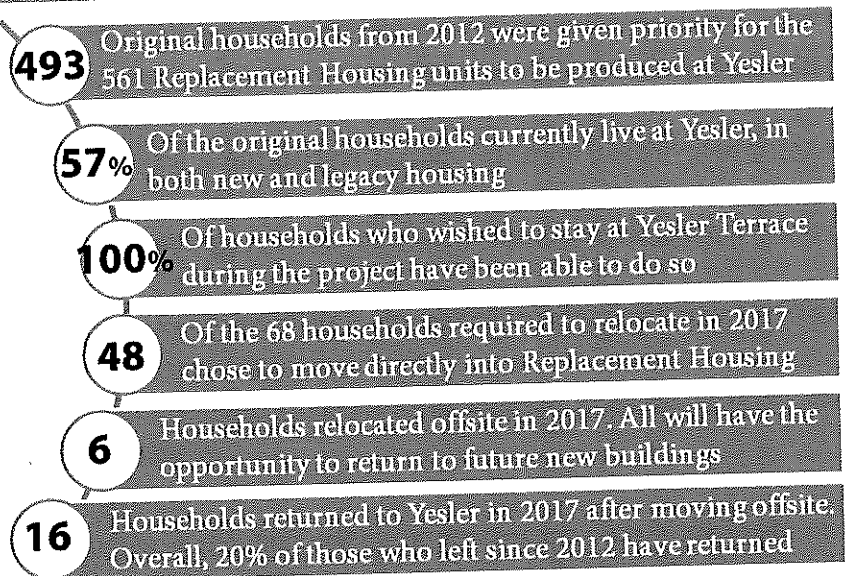 493
Original households from 2012 were given priority for the
561 Replacement Housing units to be produced at Yesler
57%
Of the original households currently live at Yesler, in
both new and legacy housing
100%
Of households who wished to stay at Yesler Terrace
during the project have been able to do so
48
Of the 68 households required to relocate in 2017
chose to move directly into Replacement Housing
6
Households relocated offsite in 2017. All will have the
opportunity to return to future new buildings
16
Households returned to Yesler in 2017 after moving offsite.
Overall, 20% of those who left since 2012 have returned